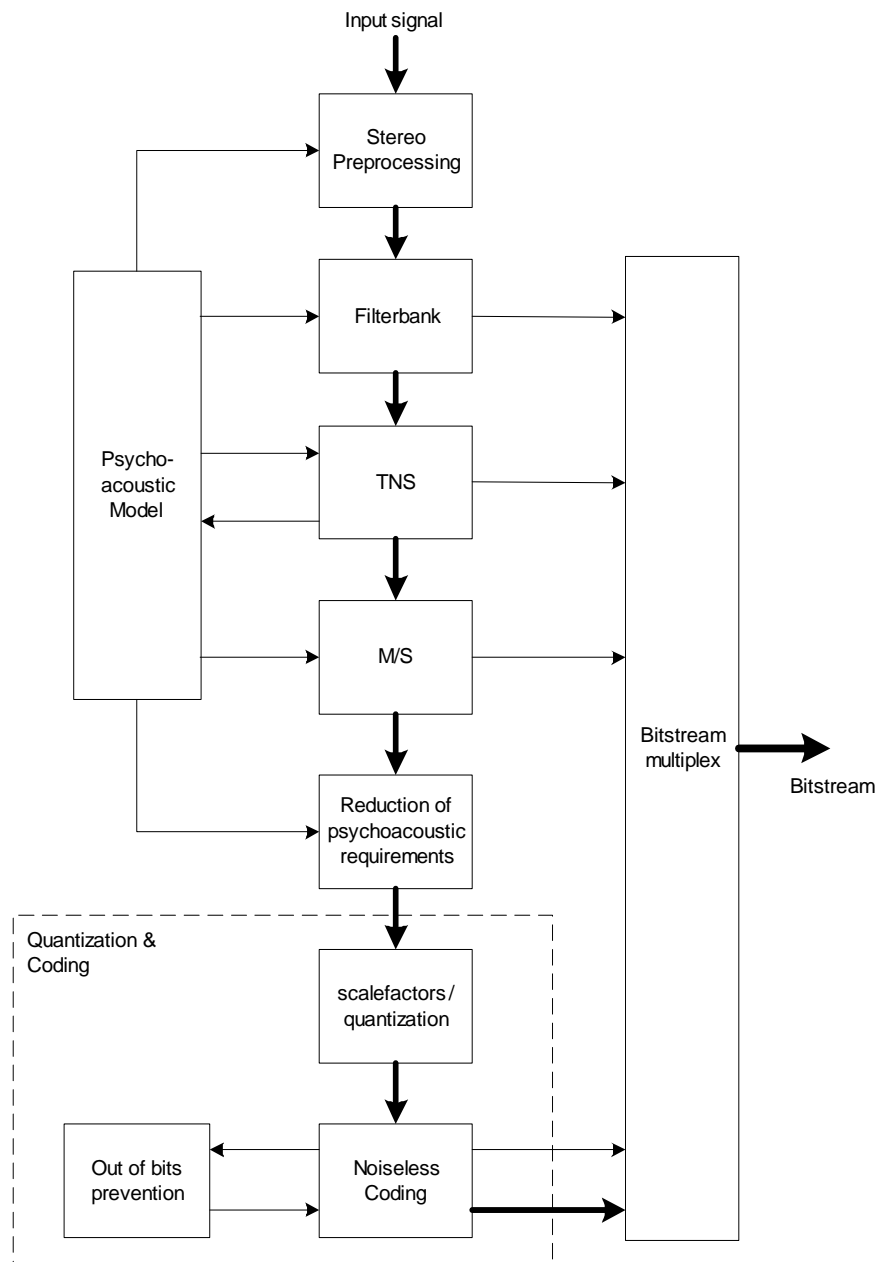 Input signal
Stereo
Preprocessing
Filterbank
Psycho-
acoustic
Model
TNS
M/S
Bitstream
multiplex
Bitstream
Reduction of
psychoacoustic
requirements
Quantization &
Coding
scalefactors/
quantization
Out of bits
prevention
Noiseless
Coding